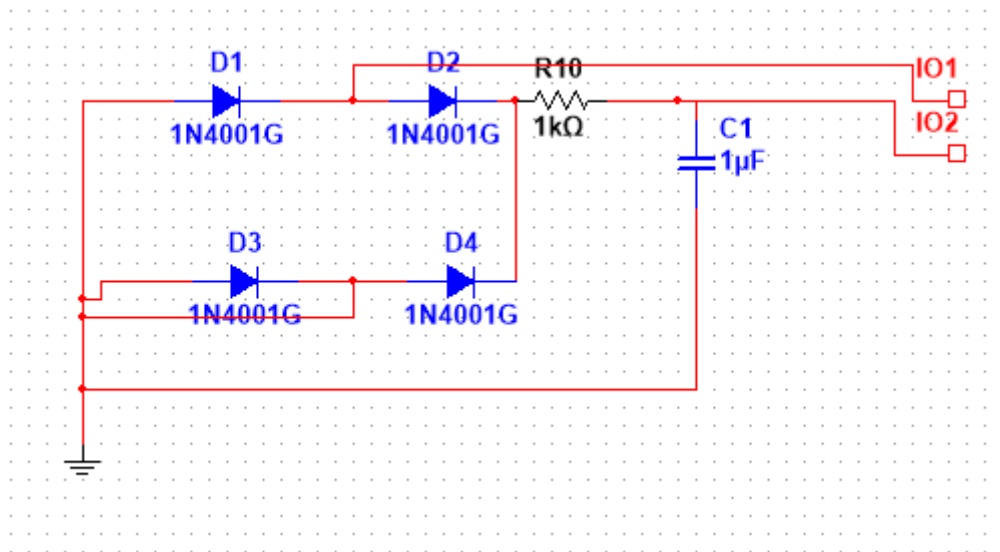 D1
D2
R10
IO1
1N4001G
1N4001G
1kΩ
IO2
C1
1µF
D3
D4
1N4001G
1N4001G